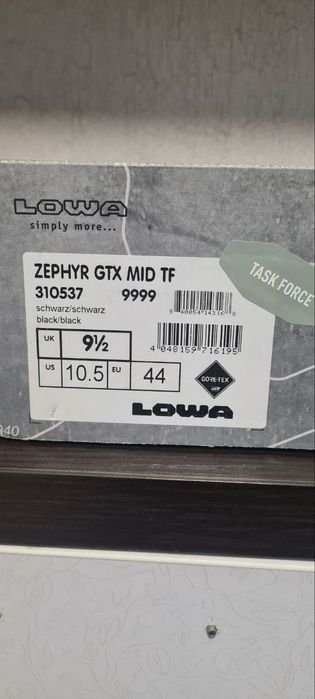 LOWA
simply more...
TASK FORCE
ZEPHYR GTX MID TF
310537 9999
schwarz/schwarz
black/black
UK 9½
4 048159 716195
US 10.5 EU 44
GORE-TEX
LOWA